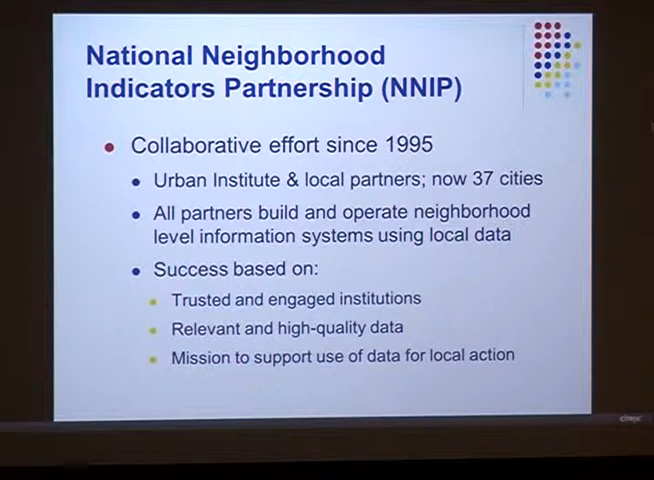 National Neighborhood
Indicators Partnership (NNIP)
Collaborative effort since 1995
Urban Institute & local partners; now 37 cities
All partners build and operate neighborhood
level information systems using local data
Success based on:
Trusted and engaged institutions
Relevant and high-quality data
Mission to support use of data for local action
citrix